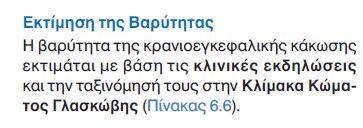 Εκτίμηση της Βαρύτητας
Η βαρύτητα της κρανιοεγκεφαλικής κάκωσης
εκτιμάται με βάση τις κλινικές εκδηλώσεις
και την ταξινόμησή τους στην Κλίμακα Κώμα-
τος Γλασκώβης (Πίνακας 6.6).